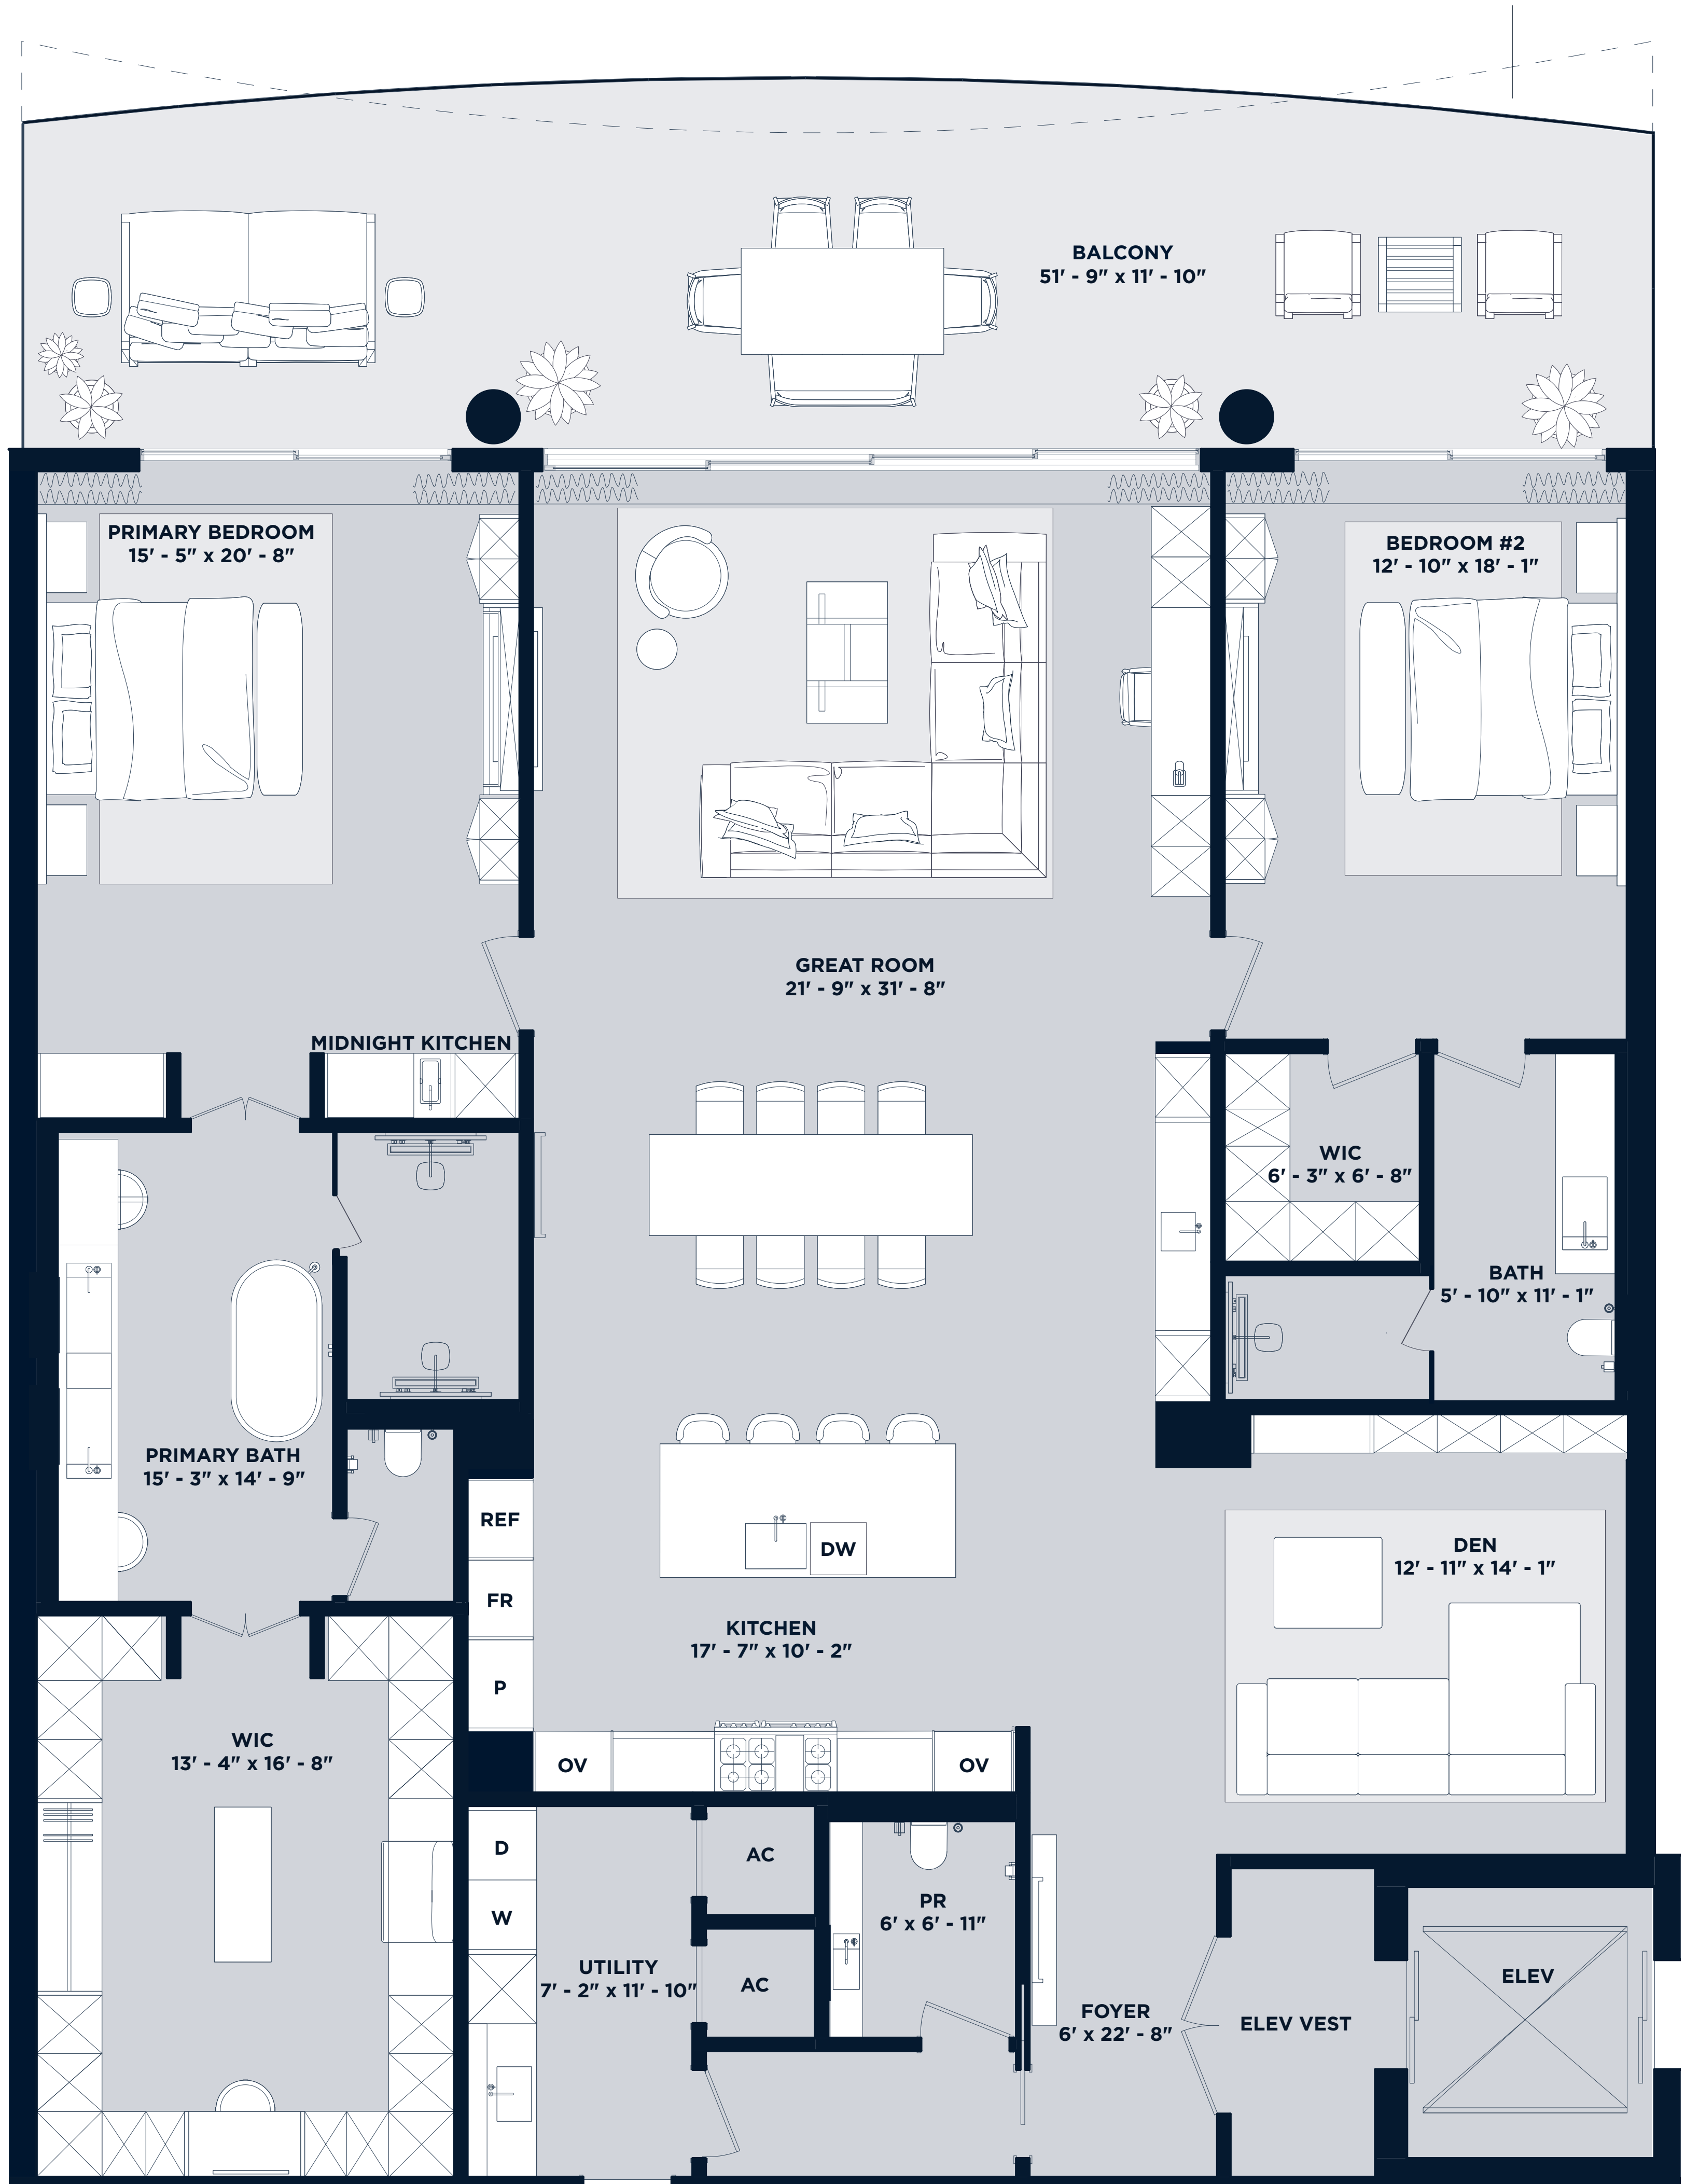 BALCONY
51' - 9" x 11' - 10"
PRIMARY BEDROOM
15' - 5" x 20' - 8"
BEDROOM #2
12' - 10" x 18' - 1"
GREAT ROOM
21' - 9" x 31' - 8"
MIDNIGHT KITCHEN
WIC
6' - 3" x 6' - 8"
BATH
5' - 10" x 11' - 1"
PRIMARY BATH
15' - 3" x 14' - 9"
REF
DW
DEN
12' - 11" x 14' - 1"
FR
KITCHEN
17' - 7" x 10' - 2"
P
WIC
13' - 4" x 16' - 8"
OV
OV
D
AC
W
PR
6' x 6' - 11"
UTILITY
7' - 2" x 11' - 10"
AC
ELEV
FOYER
6' x 22' - 8"
ELEV VEST